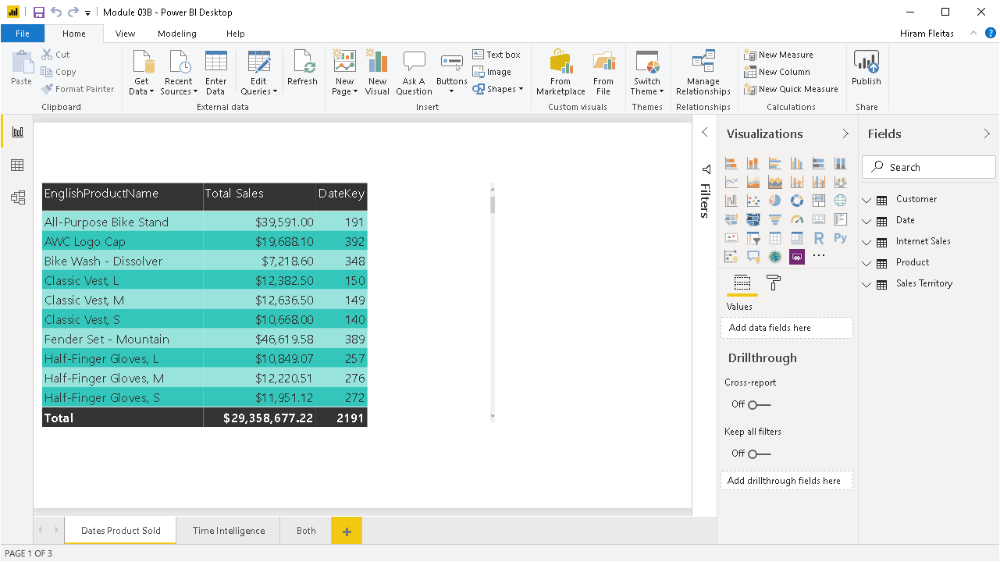 Module 03B - Power BI Desktop
File
Home
View
Modeling
Help
Hiram Fleitas
Paste
Cut
Copy
Format Painter
Clipboard
Get
Data
Recent
Sources
Enter
Data
Edit
Queries
External data
Refresh
New
Page
New
Visual
Ask A
Question
Buttons
Text box
Image
Shapes
Insert
From
Marketplace
From
File
Custom visuals
Switch
Theme
Themes
Manage
Relationships
Relationships
New Measure
New Column
New Quick Measure
Calculations
Publish
Share
EnglishProductName Total Sales DateKey
All-Purpose Bike Stand $39,591.00 191
AWC Logo Cap $19,688.10 392
Bike Wash - Dissolver $7,218.60 348
Classic Vest, L $12,382.50 150
Classic Vest, M $12,636.50 149
Classic Vest, S $10,668.00 140
Fender Set - Mountain $46,619.58 389
Half-Finger Gloves, L $10,849.07 257
Half-Finger Gloves, M $12,220.51 276
Half-Finger Gloves, S $11,951.12 272
Total $29,358,677.22 2191
Filters
Visualizations
123
R
Py
Values
Add data fields here
Drillthrough
Cross-report
Off
Keep all filters
Off
Add drillthrough fields here
Fields
Search
Customer
Date
Internet Sales
Product
Sales Territory
Dates Product Sold
Time Intelligence
Both
PAGE 1 OF 3